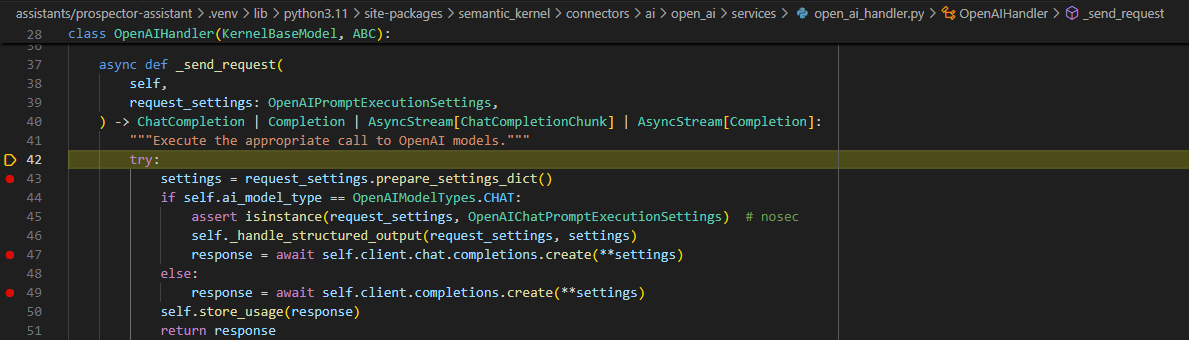 assistants/prospector-assistant > .venv > lib > python3.11 > site-packages > semantic_kernel > connectors > ai > open_ai > services > open_ai_handler.py > OpenAIHandler > _send_request
28 class OpenAIHandler(KernelBaseModel, ABC):
36
37     async def _send_request(
38         self,
39         request_settings: OpenAIPromptExecutionSettings,
40     ) -> ChatCompletion | Completion | AsyncStream[ChatCompletionChunk] | AsyncStream[Completion]:
41         """Execute the appropriate call to OpenAI models."""
42         try:
43             settings = request_settings.prepare_settings_dict()
44             if self.ai_model_type == OpenAIModelTypes.CHAT:
45                 assert isinstance(request_settings, OpenAIChatPromptExecutionSettings)  # nosec
46                 self._handle_structured_output(request_settings, settings)
47                 response = await self.client.chat.completions.create(**settings)
48             else:
49                 response = await self.client.completions.create(**settings)
50             self.store_usage(response)
51             return response